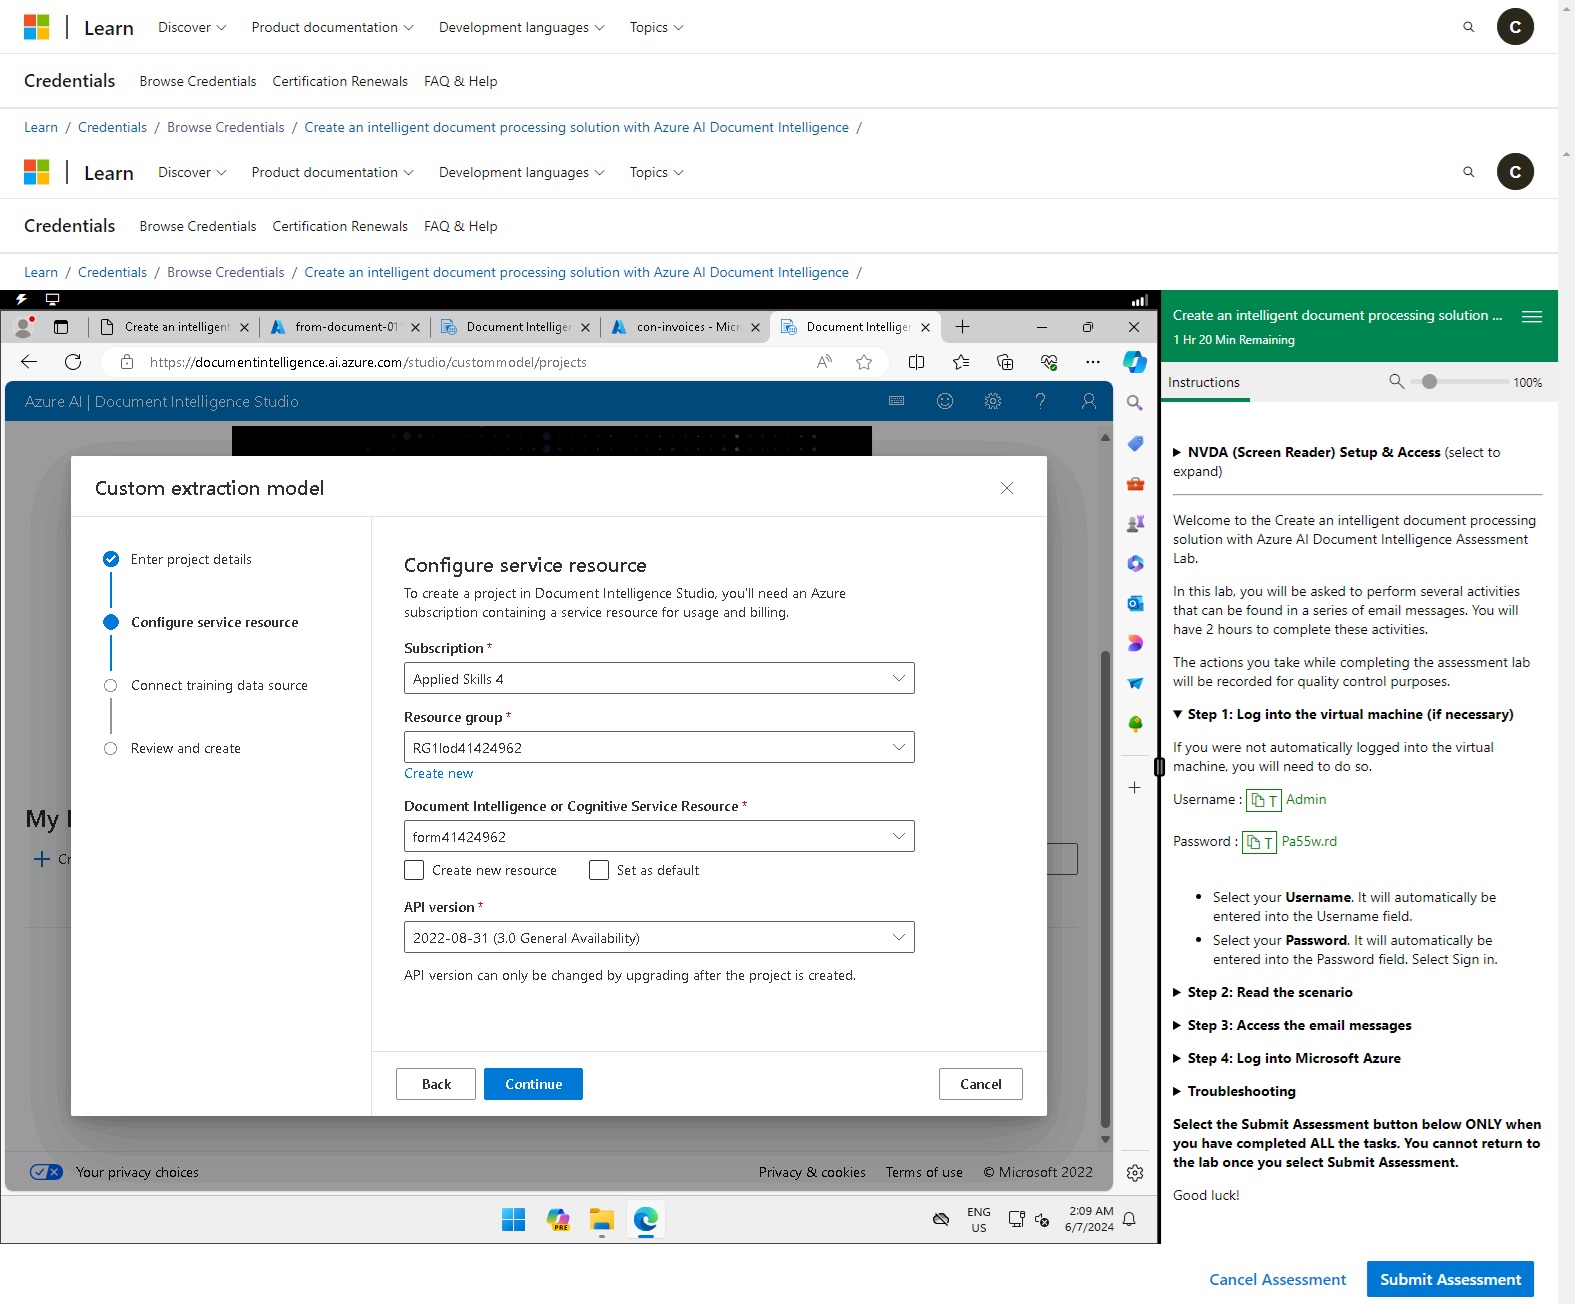 Learn Discover Product documentation Development languages Topics C
Credentials Browse Credentials Certification Renewals FAQ & Help
Learn / Credentials / Browse Credentials / Create an intelligent document processing solution with Azure AI Document Intelligence /
Learn Discover Product documentation Development languages Topics C
Credentials Browse Credentials Certification Renewals FAQ & Help
Learn / Credentials / Browse Credentials / Create an intelligent document processing solution with Azure AI Document Intelligence /
Create an intelligent from-document-01 Document Intelligen con-invoices - Micr Document Intelligen
https://documentintelligence.ai.azure.com/studio/custommodel/projects
Azure AI | Document Intelligence Studio
Custom extraction model
Enter project details
Configure service resource
Connect training data source
Review and create
My
Cr
Configure service resource
To create a project in Document Intelligence Studio, you'll need an Azure
subscription containing a service resource for usage and billing.
Subscription *
Applied Skills 4
Resource group *
RG1lod41424962
Create new
Document Intelligence or Cognitive Service Resource *
form41424962
Create new resource Set as default
API version *
2022-08-31 (3.0 General Availability)
API version can only be changed by upgrading after the project is created.
Back Continue Cancel
Your privacy choices Privacy & cookies Terms of use © Microsoft 2022
PRE
ENG
US
2:09 AM
6/7/2024
Create an intelligent document processing solution ...
1 Hr 20 Min Remaining
Instructions 100%
NVDA (Screen Reader) Setup & Access (select to
expand)
Welcome to the Create an intelligent document processing
solution with Azure AI Document Intelligence Assessment
Lab.
In this lab, you will be asked to perform several activities
that can be found in a series of email messages. You will
have 2 hours to complete these activities.
The actions you take while completing the assessment lab
will be recorded for quality control purposes.
Step 1: Log into the virtual machine (if necessary)
If you were not automatically logged into the virtual
machine, you will need to do so.
Username : T Admin
Password : T Pa55w.rd
• Select your Username. It will automatically be
entered into the Username field.
• Select your Password. It will automatically be
entered into the Password field. Select Sign in.
Step 2: Read the scenario
Step 3: Access the email messages
Step 4: Log into Microsoft Azure
Troubleshooting
Select the Submit Assessment button below ONLY when
you have completed ALL the tasks. You cannot return to
the lab once you select Submit Assessment.
Good luck!
Cancel Assessment Submit Assessment